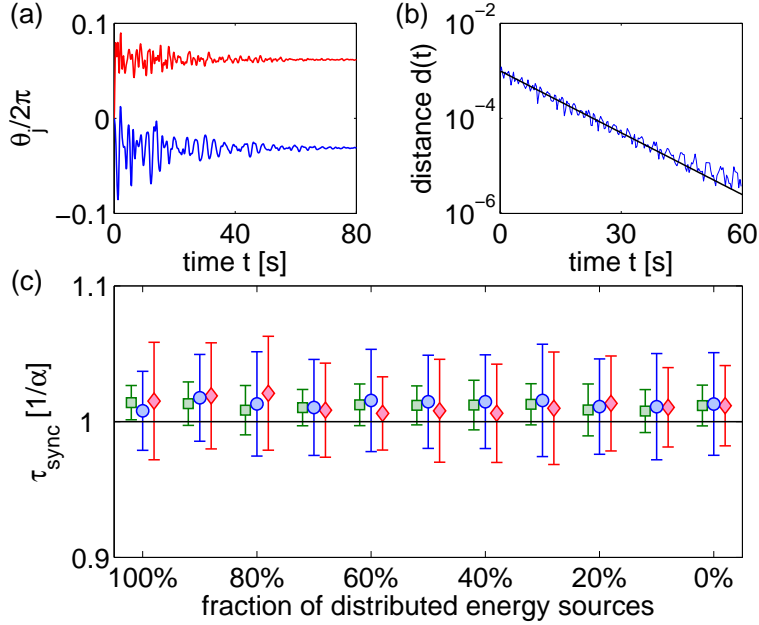 (a)
0.1
0
−0.1
θj/2π
0
40
80
time t [s]
(b)
10−2
10−4
10−6
distance d(t)
0
30
60
time t [s]
(c)
1.1
1
0.9
τsync [1/α]
100%
80%
60%
40%
20%
0%
fraction of distributed energy sources